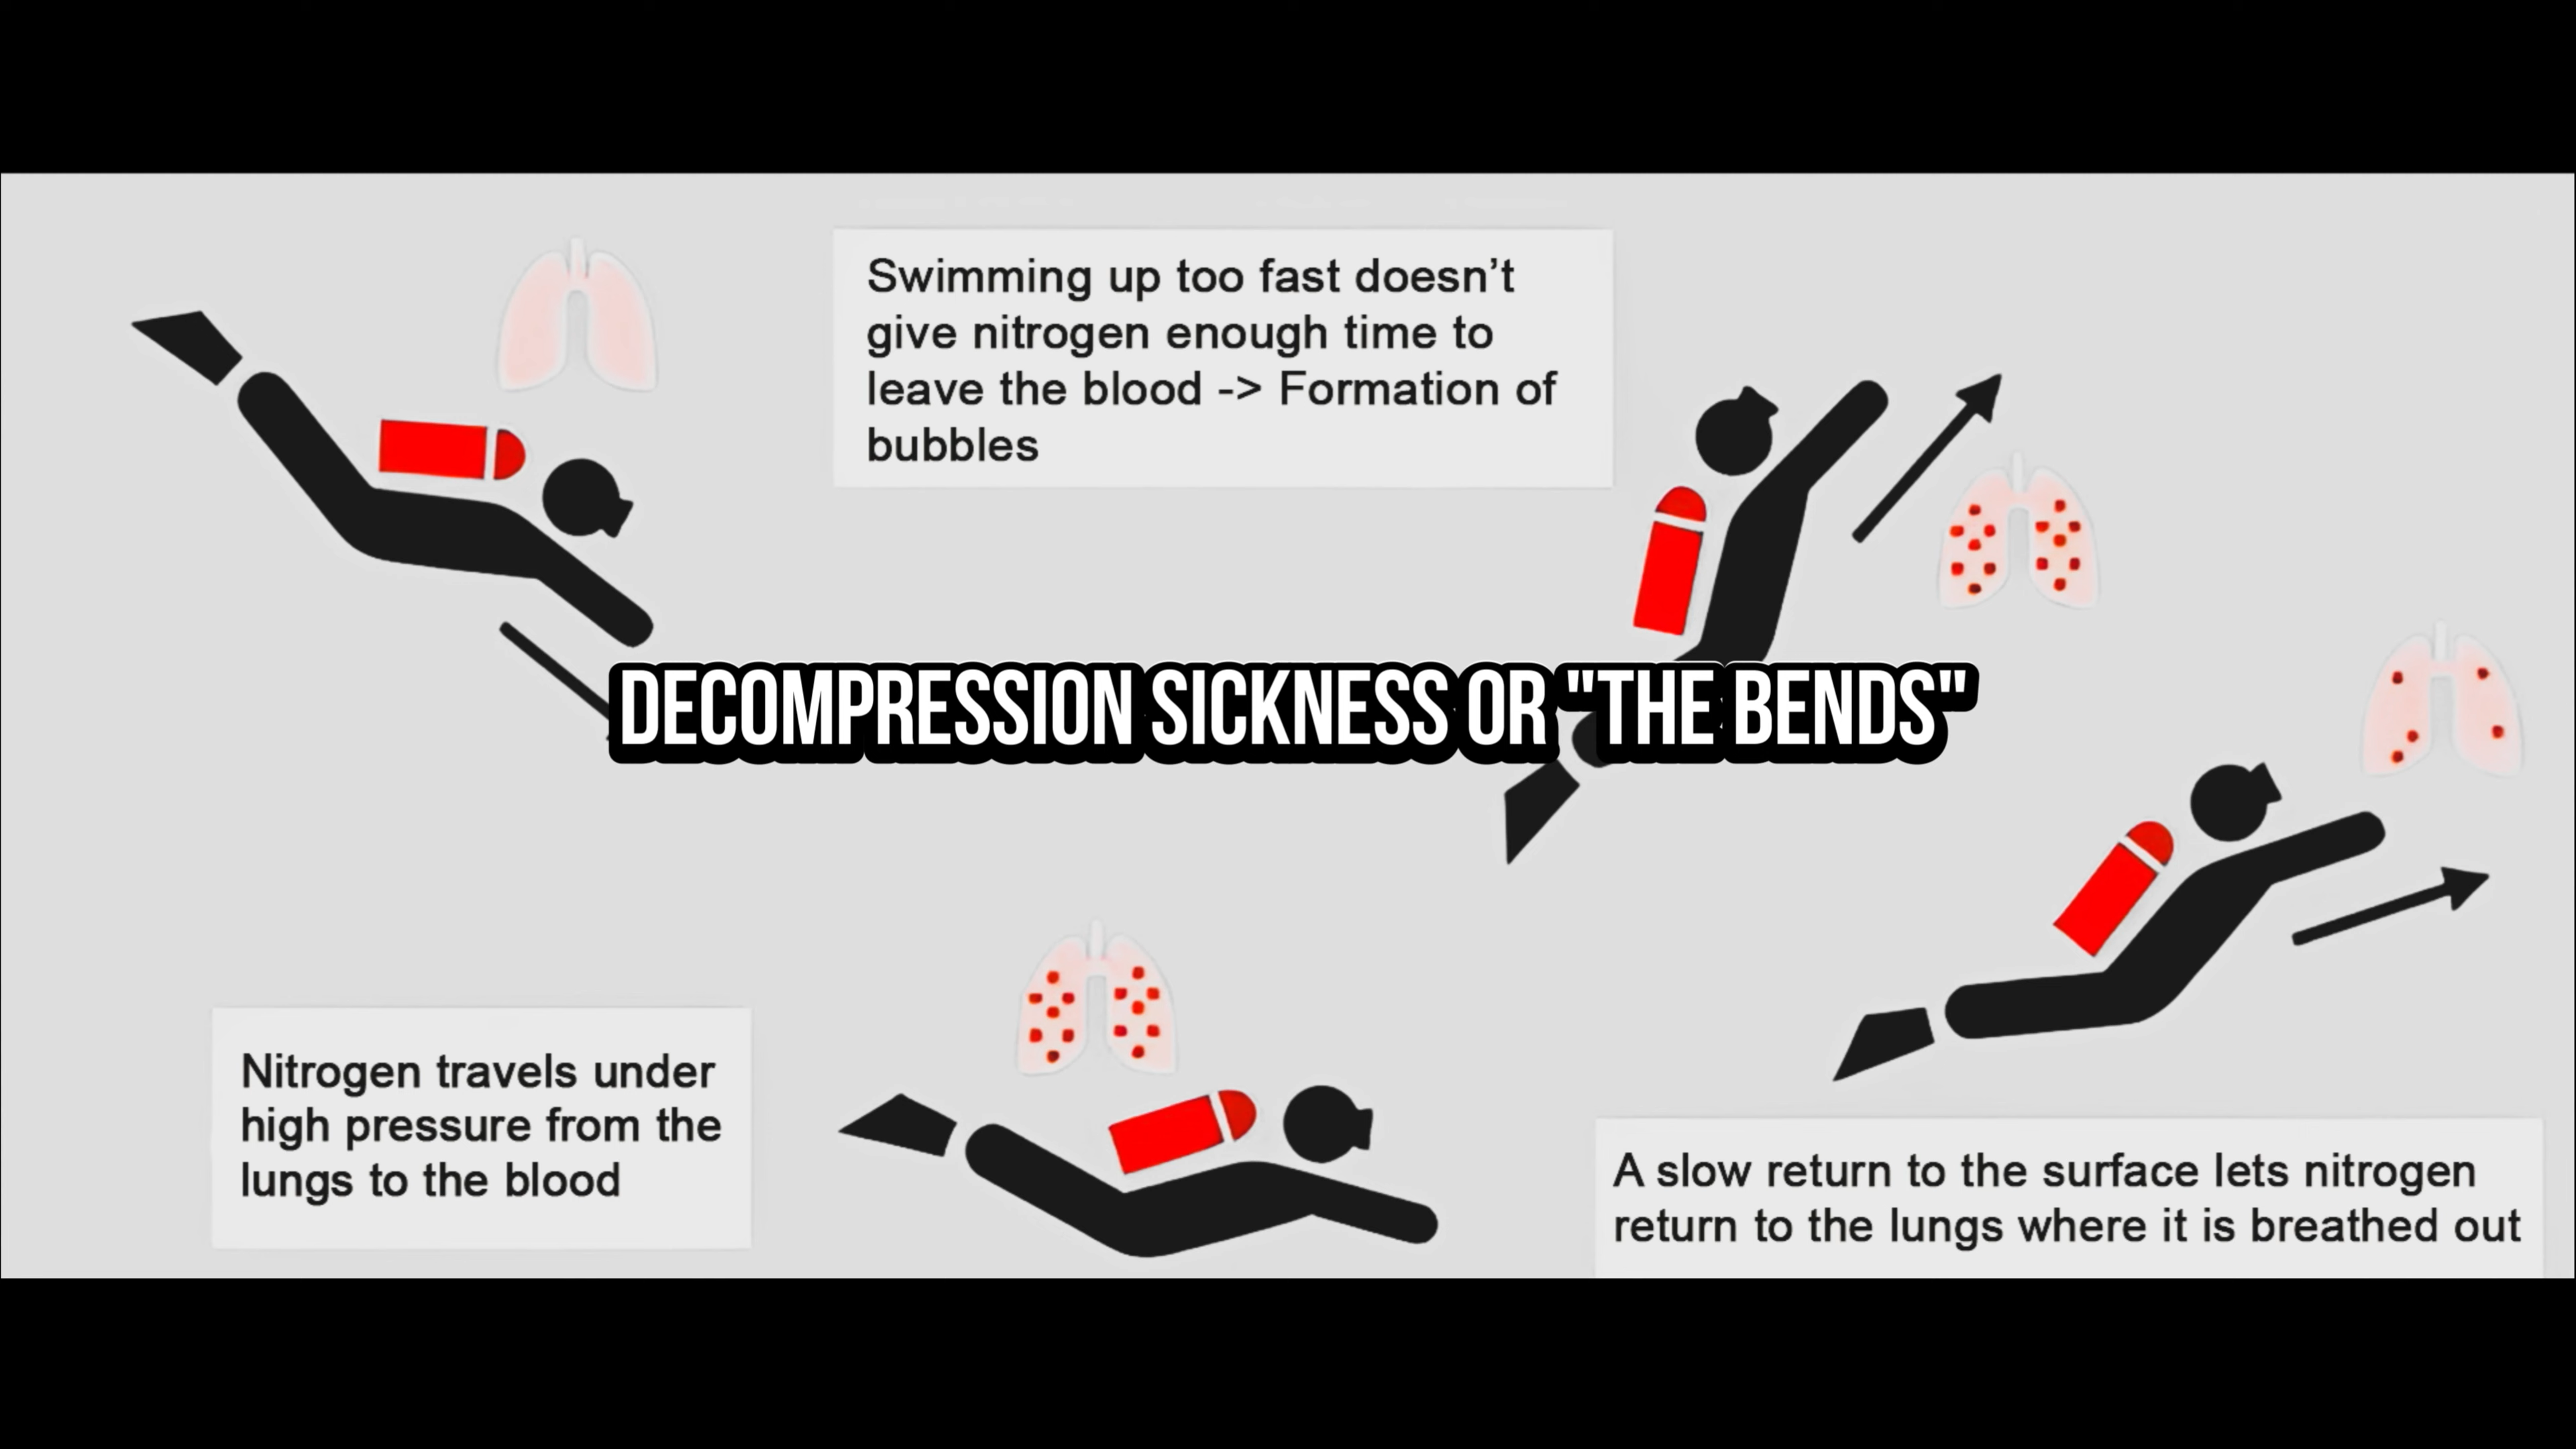 Swimming up too fast doesn’t
give nitrogen enough time to
leave the blood -> Formation of
bubbles
DECOMPRESSION SICKNESS OR "THE BENDS"
Nitrogen travels under
high pressure from the
lungs to the blood
A slow return to the surface lets nitrogen
return to the lungs where it is breathed out